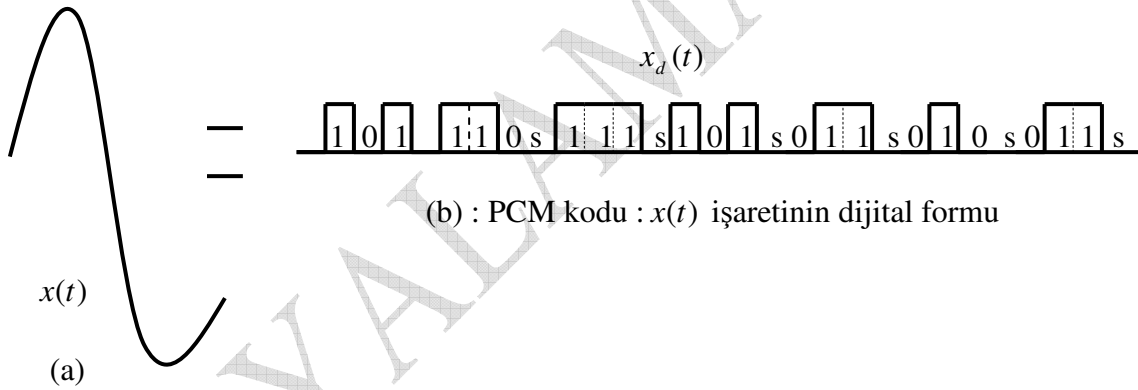 x_d(t)
1 0 1 1 1 0 s 1 1 1 s 1 0 1 s 0 1 1 s 0 1 0 s 0 1 1 s
(b) : PCM kodu : x(t) işaretinin dijital formu
x(t)
(a)